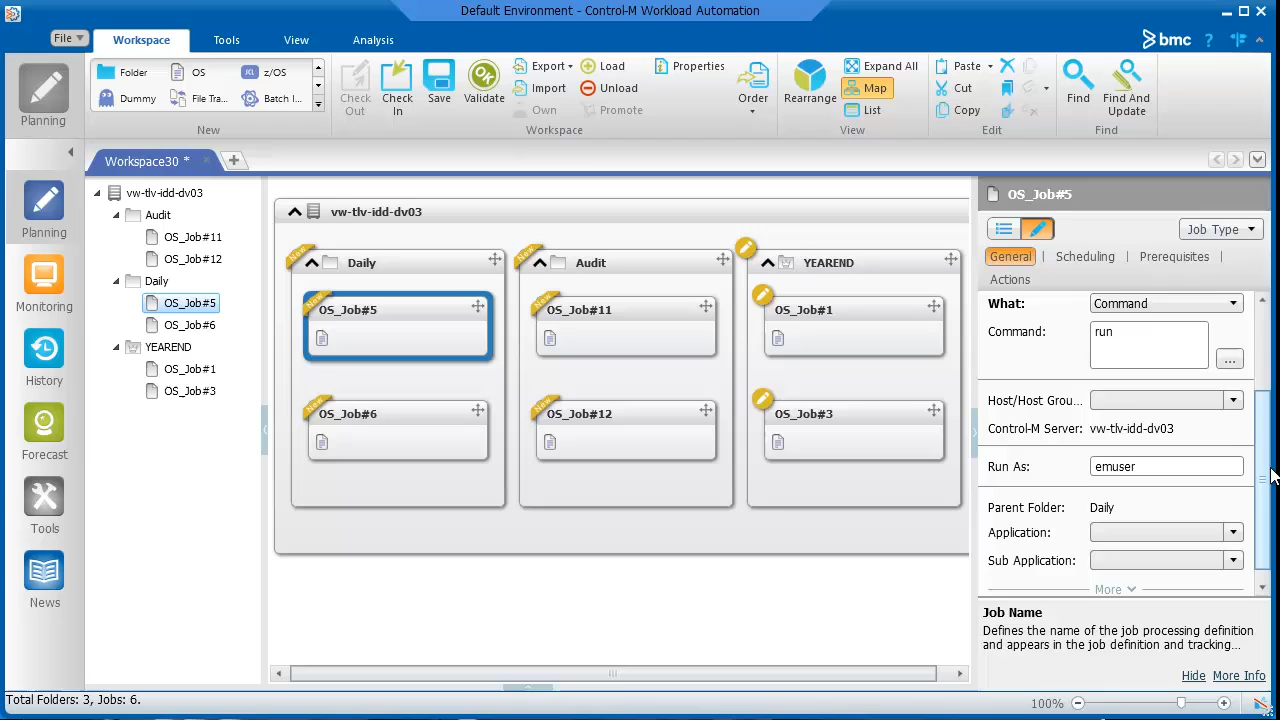 Default Environment - Control-M Workload Automation
File
Workspace
Tools
View
Analysis
bmc
?
Planning
Folder
OS
z/OS
Dummy
File Tra...
Batch I...
New
Check Out
Check In
Save
Validate
Export
Import
Own
Load
Unload
Promote
Properties
Order
Workspace
Rearrange
Expand All
Map
List
View
Paste
Cut
Copy
Edit
Find
Find And Update
Find
Workspace30 *
Planning
Monitoring
History
Forecast
Tools
News
vw-tlv-idd-dv03
Audit
OS_Job#11
OS_Job#12
Daily
OS_Job#5
OS_Job#6
YEAREND
OS_Job#1
OS_Job#3
vw-tlv-idd-dv03
New
Daily
New
Audit
YEAREND
New
OS_Job#5
New
OS_Job#11
OS_Job#1
New
OS_Job#6
New
OS_Job#12
OS_Job#3
OS_Job#5
Job Type
General
Scheduling
Prerequisites
Actions
What:
Command
Command:
run
...
Host/Host Grou...
Control-M Server:
vw-tlv-idd-dv03
Run As:
emuser
Parent Folder:
Daily
Application:
Sub Application:
More
Job Name
Defines the name of the job processing definition
and appears in the job definition and tracking...
Hide
More Info
Total Folders: 3, Jobs: 6.
100%